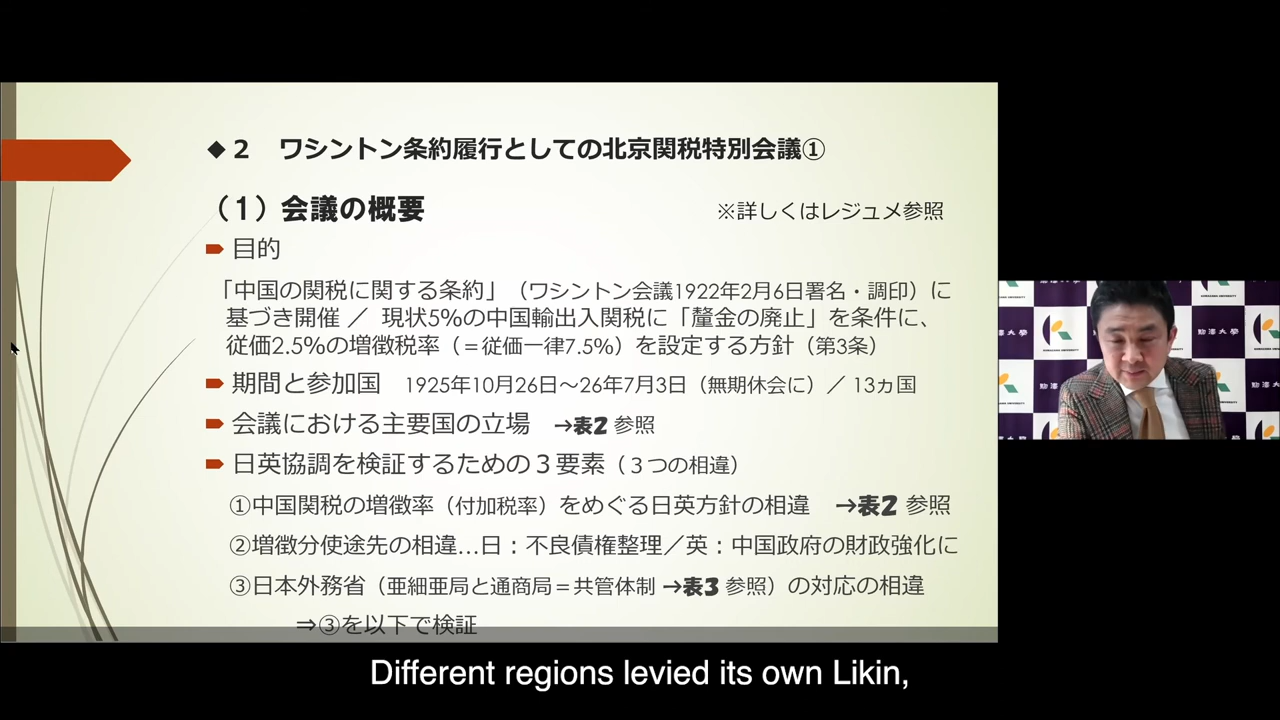 ◆２　ワシントン条約履行としての北京関税特別会議①
（1）会議の概要　※詳しくはレジュメ参照
目的
「中国の関税に関する条約」（ワシントン会議1922年2月6日署名・調印）に
基づき開催 ／ 現状5%の中国輸出入関税に「釐金の廃止」を条件に、
従価2.5%の増徴税率（＝従価一律7.5%）を設定する方針（第3条）
期間と参加国　1925年10月26日～26年7月3日（無期休会に）／ 13ヵ国
会議における主要国の立場　→表2 参照
日英協調を検証するための３要素（３つの相違）
①中国関税の増徴率（付加税率）をめぐる日英方針の相違　→表2 参照
②増徴分使途先の相違…日：不良債権整理／英：中国政府の財政強化に
③日本外務省（亜細亜局と通商局＝共管体制 →表3 参照）の対応の相違
⇒③を以下で検証
駒澤大學
KOMAZAWA UNIVERSITY
Different regions levied its own Likin,